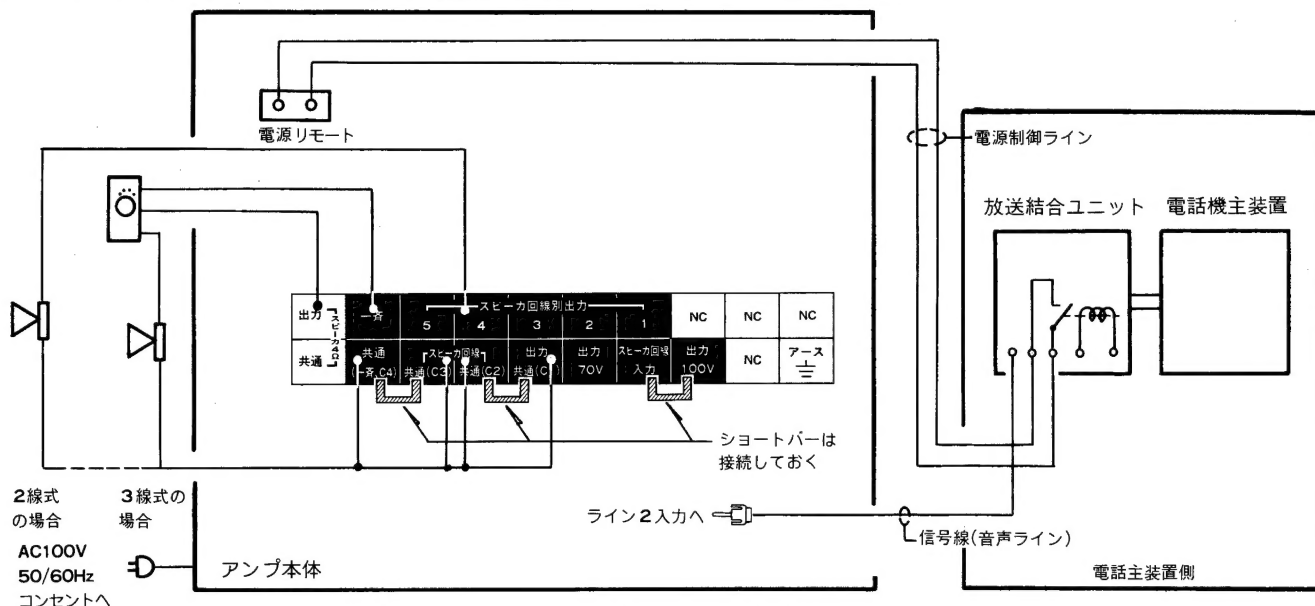 電源リモート
電源制御ライン
放送結合ユニット
電話機主装置
出力
スピーカ4Ω
一斉
スピーカ回線別出力
5
4
3
2
1
NC
NC
NC
共通
共通
(一斉,C4)
スピーカ回線
共通(C3)
共通(C2)
出力
共通(C1)
出力
70V
スピーカ回線
入力
出力
100V
NC
アース
ショートバーは
接続しておく
2線式
の場合
3線式の
場合
ライン2入力へ
信号線(音声ライン)
AC100V
50/60Hz
コンセントへ
アンプ本体
電話主装置側